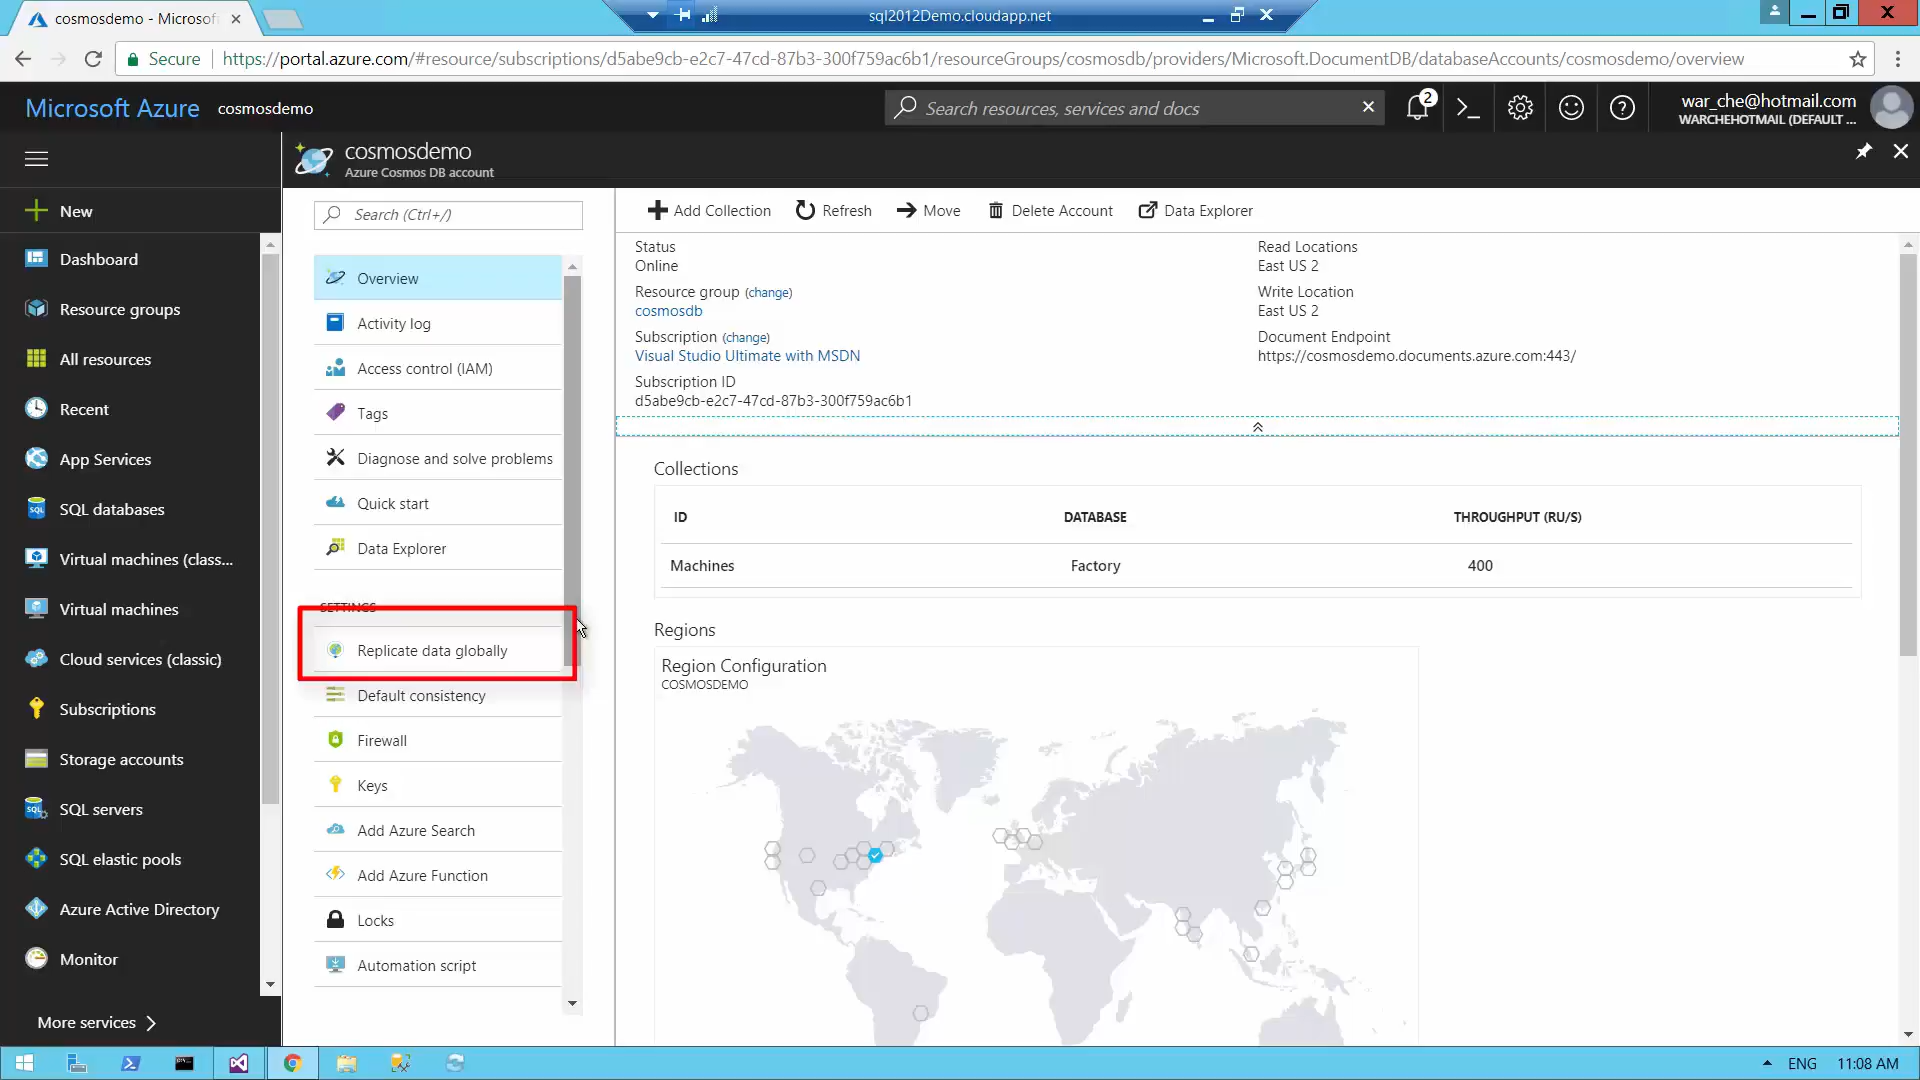 cosmosdemo - Microsof
sql2012Demo.cloudapp.net
Secure
https://portal.azure.com/#resource/subscriptions/d5abe9cb-e2c7-47cd-87b3-300f759ac6b1/resourceGroups/cosmosdb/providers/Microsoft.DocumentDB/databaseAccounts/cosmosdemo/overview
Microsoft Azure
cosmosdemo
Search resources, services and docs
2
war_che@hotmail.com
WARCHEHOTMAIL (DEFAULT ...
cosmosdemo
Azure Cosmos DB account
New
Dashboard
Resource groups
All resources
Recent
App Services
SQL databases
Virtual machines (class...
Virtual machines
Cloud services (classic)
Subscriptions
Storage accounts
SQL servers
SQL elastic pools
Azure Active Directory
Monitor
More services
Search (Ctrl+/)
Overview
Activity log
Access control (IAM)
Tags
Diagnose and solve problems
Quick start
Data Explorer
SETTINGS
Replicate data globally
Default consistency
Firewall
Keys
Add Azure Search
Add Azure Function
Locks
Automation script
Add Collection
Refresh
Move
Delete Account
Data Explorer
Status
Online
Resource group (change)
cosmosdb
Subscription (change)
Visual Studio Ultimate with MSDN
Subscription ID
d5abe9cb-e2c7-47cd-87b3-300f759ac6b1
Read Locations
East US 2
Write Location
East US 2
Document Endpoint
https://cosmosdemo.documents.azure.com:443/
Collections
ID DATABASE THROUGHPUT (RU/S)
Machines Factory 400
Regions
Region Configuration
COSMOSDEMO
ENG
11:08 AM